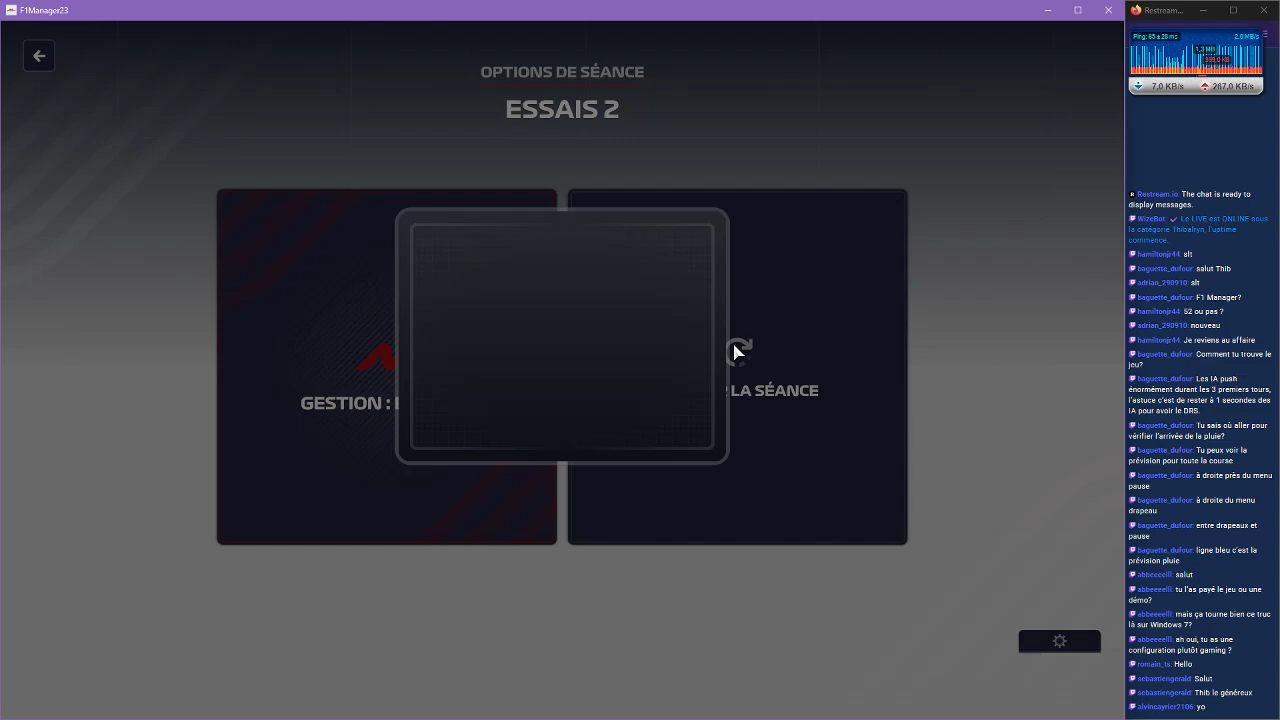 F1Manager23
OPTIONS DE SÉANCE
ESSAIS 2
GESTION :
LA SÉANCE
Restream...
Ping: 65±28 ms
2,0 MB/s
1,3 MB
7,0 KB/s
267,0 KB/s
Restream.io: The chat is ready to
display messages.
WizeBot: Le LIVE est ONLINE sous
la catégorie Thibalryn, l'uptime
commence.
hamiltonjr44: slt
baguette_dufour: salut Thib
adrian_290910: slt
baguette_dufour: F1 Manager?
hamiltonjr44: 52 ou pas ?
adrian_290910: nouveau
hamiltonjr44: Je reviens au affaire
baguette_dufour: Comment tu trouve le
jeu?
baguette_dufour: Les IA push
énormément durant les 3 premiers tours,
l'astuce c'est de rester à 1 secondes des
IA pour avoir le DRS.
baguette_dufour: Tu sais où aller pour
vérifier l'arrivée de la pluie?
baguette_dufour: Tu peux voir la
prévision pour toute la course
baguette_dufour: à droite près du menu
pause
baguette_dufour: à droite du menu
drapeau
baguette_dufour: entre drapeaux et
pause
baguette_dufour: ligne bleu c'est la
prévision pluie
abbeeeelll: salut
abbeeeelll: tu l'as payé le jeu ou une
démo?
abbeeeelll: mais ça tourne bien ce truc
là sur Windows 7?
abbeeeelll: ah oui, tu as une
configuration plutôt gaming ?
romain_ts: Hello
sebastiengerald: Salut
sebastiengerald: Thib le généreux
alvincayrier2106: yo